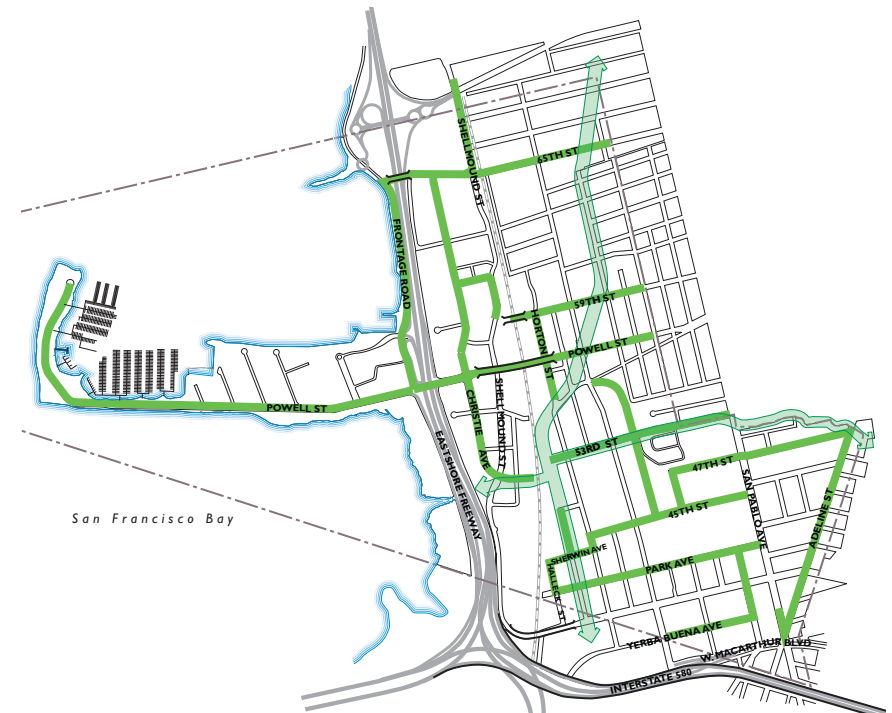 SHELLMOUND ST
65TH ST
FRONTAGE ROAD
59TH ST
HORTON ST
POWELL ST
POWELL ST
SHELLMOUND ST
CHRISTIE AVE
EASTSHORE FREEWAY
53RD ST
47TH ST
SAN PABLO AVE
45TH ST
ADELINE ST
San Francisco Bay
SHERWIN AVE
HALLECK ST
PARK AVE
YERBA BUENA AVE
W. MACARTHUR BLVD
INTERSTATE 580